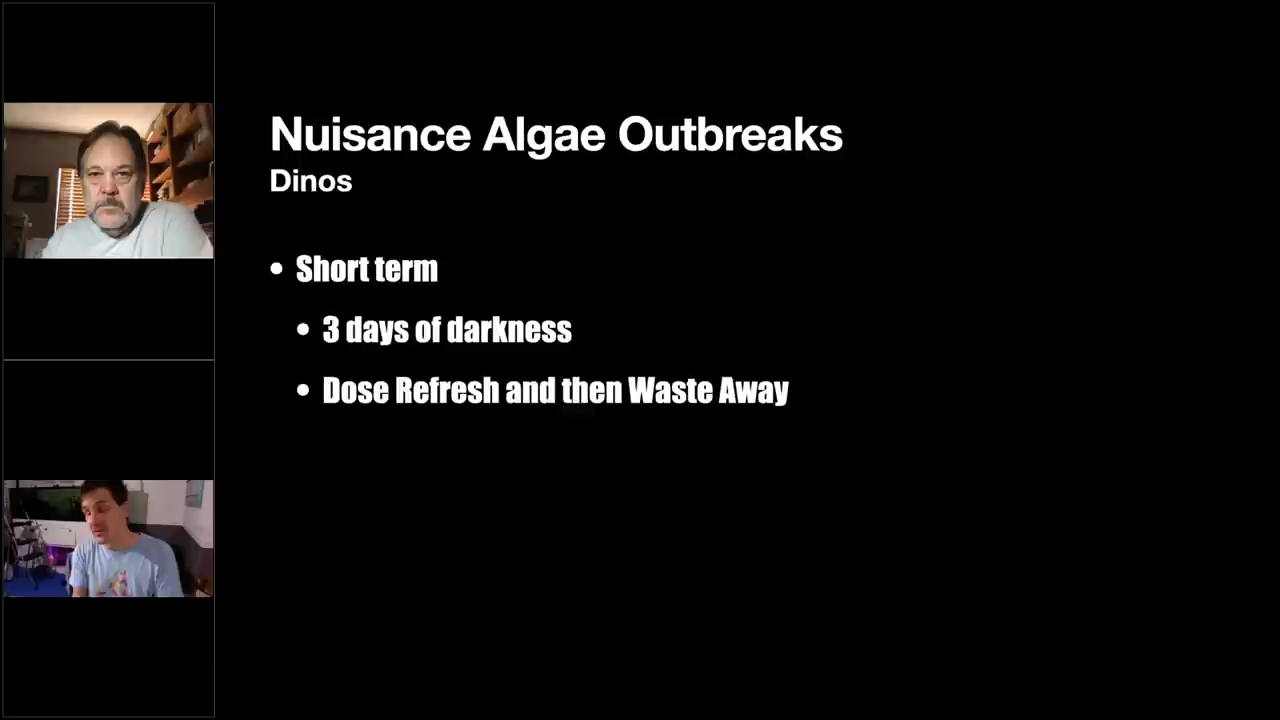 Nuisance Algae Outbreaks
Dinos
• Short term
• 3 days of darkness
• Dose Refresh and then Waste Away